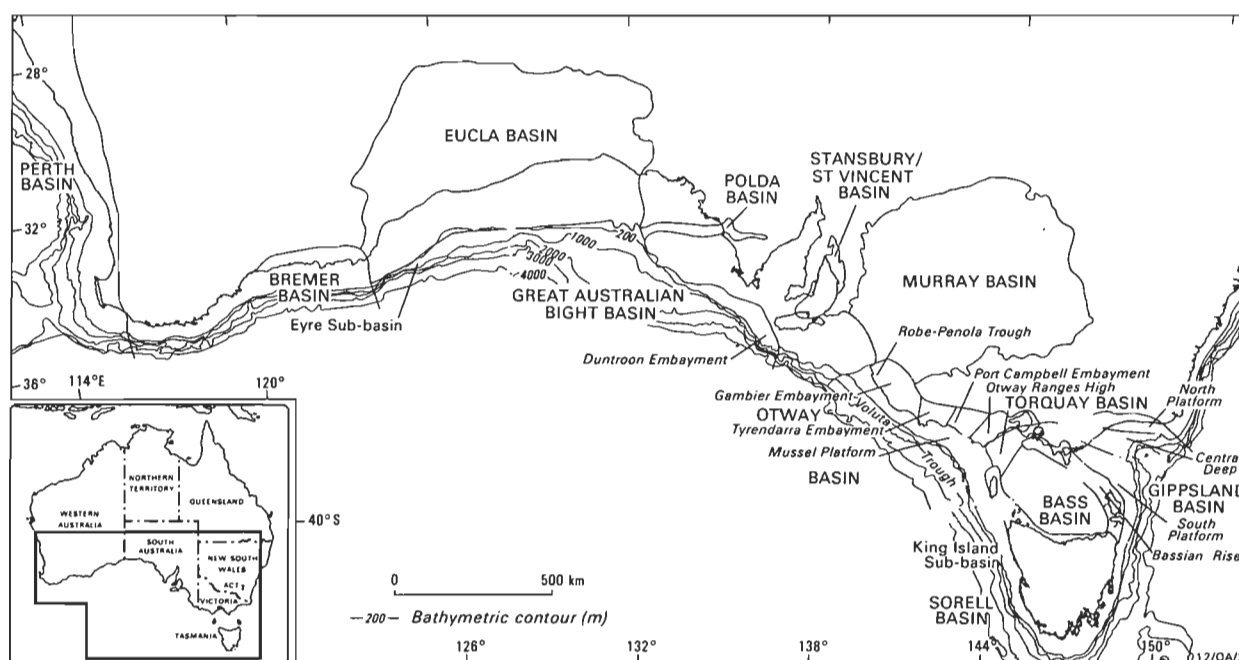 28°
EUCLA BASIN
PERTH
BASIN
STANSBURY/
ST VINCENT
BASIN
POLDA
BASIN
32°
200
1000
2000
3000
4000
BREMER
BASIN
MURRAY BASIN
GREAT AUSTRALIAN
BIGHT BASIN
Eyre Sub-basin
Robe-Penola Trough
Duntroon Embayment
Port Campbell Embayment
Otway Ranges High
36°
114°E
120°
North
Platform
Gambier Embayment
TORQUAY BASIN
OTWAY
BASIN
Voluta
Trough
Tyrendarra Embayment
Mussel Platform
Central
Deep
GIPPSLAND
BASIN
BASS
BASIN
South
Platform
Bassian Rise
King Island
Sub-basin
SORELL
BASIN
NORTHERN
TERRITORY
QUEENSLAND
WESTERN
AUSTRALIA
SOUTH
AUSTRALIA
NEW SOUTH
WALES
ACT
VICTORIA
TASMANIA
40°S
0
500 km
—200— Bathymetric contour (m)
126°
132°
138°
144°
150°